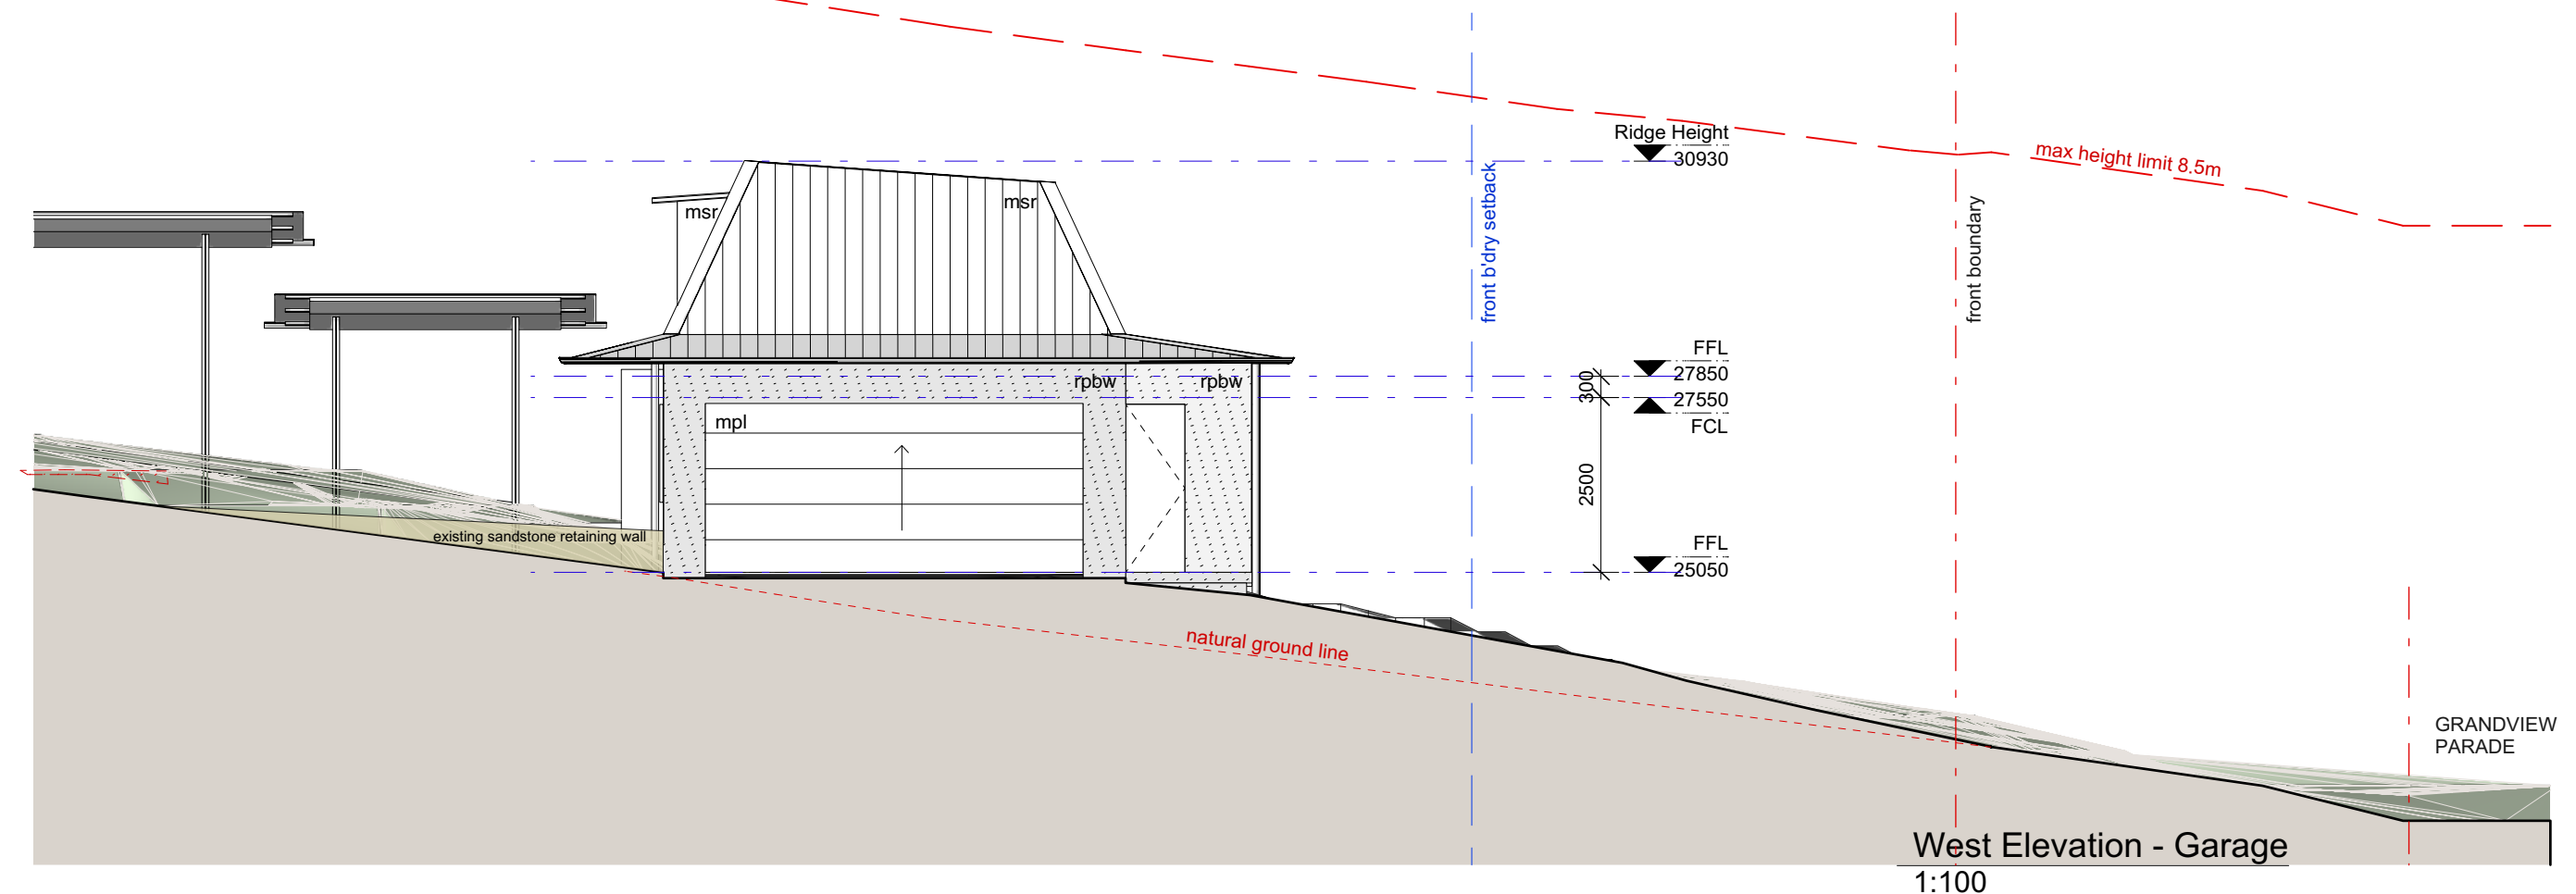 Ridge Height
30930
max height limit 8.5m
front b'dry setback
front boundary
msr
msr
FFL
27850
300
27550
FCL
rpbw
rpbw
mpl
2500
existing sandstone retaining wall
FFL
25050
natural ground line
GRANDVIEW
PARADE
West Elevation - Garage
1:100